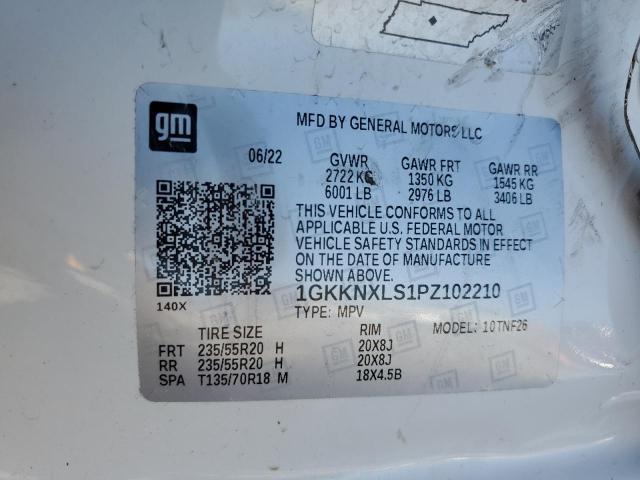 gm
MFD BY GENERAL MOTORS LLC
06/22 GVWR GAWR FRT GAWR RR
2722 KG 1350 KG 1545 KG
6001 LB 2976 LB 3406 LB
THIS VEHICLE CONFORMS TO ALL
APPLICABLE U.S. FEDERAL MOTOR
VEHICLE SAFETY STANDARDS IN EFFECT
ON THE DATE OF MANUFACTURE
SHOWN ABOVE.
140X
1GKKNXLS1PZ102210
TYPE: MPV MODEL: 10TNF26
TIRE SIZE RIM
FRT 235/55R20 H 20X8J
RR 235/55R20 H 20X8J
SPA T135/70R18 M 18X4.5B